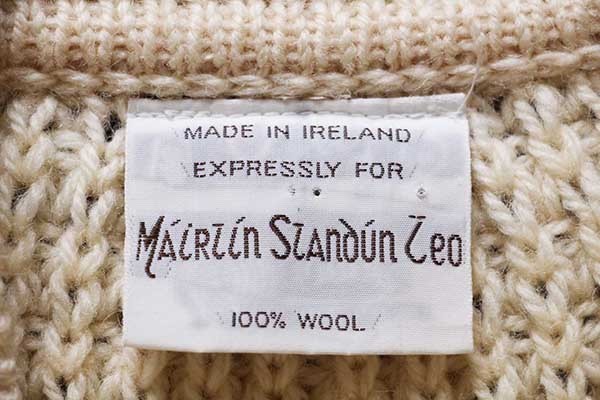 MADE IN IRELAND
EXPRESSLY FOR
Máirtín Standún Teo
100% WOOL